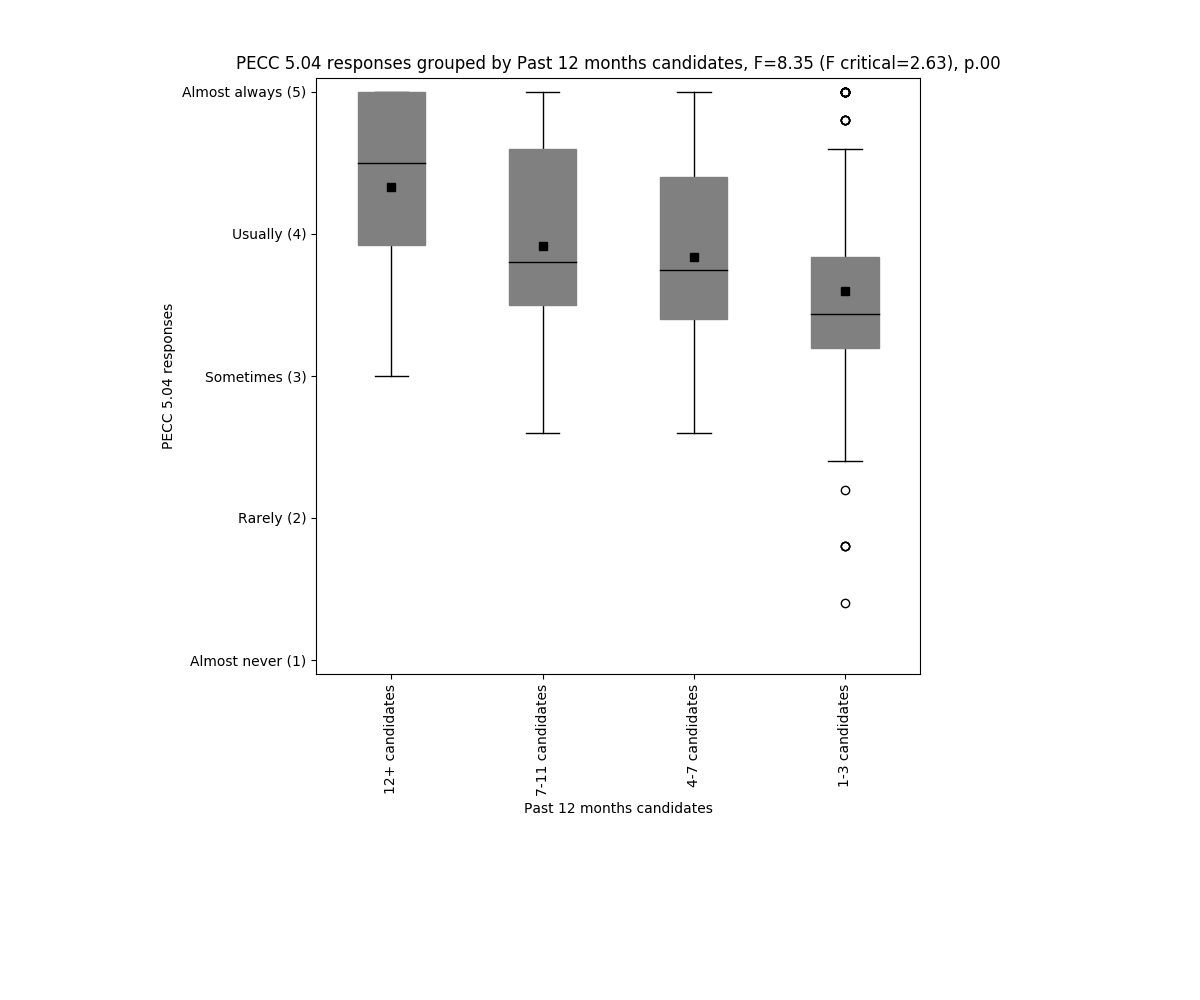 PECC 5.04 responses grouped by Past 12 months candidates, F=8.35 (F critical=2.63), p.00
Almost always (5)
Usually (4)
Sometimes (3)
Rarely (2)
Almost never (1)
PECC 5.04 responses
12+ candidates
7-11 candidates
4-7 candidates
1-3 candidates
Past 12 months candidates